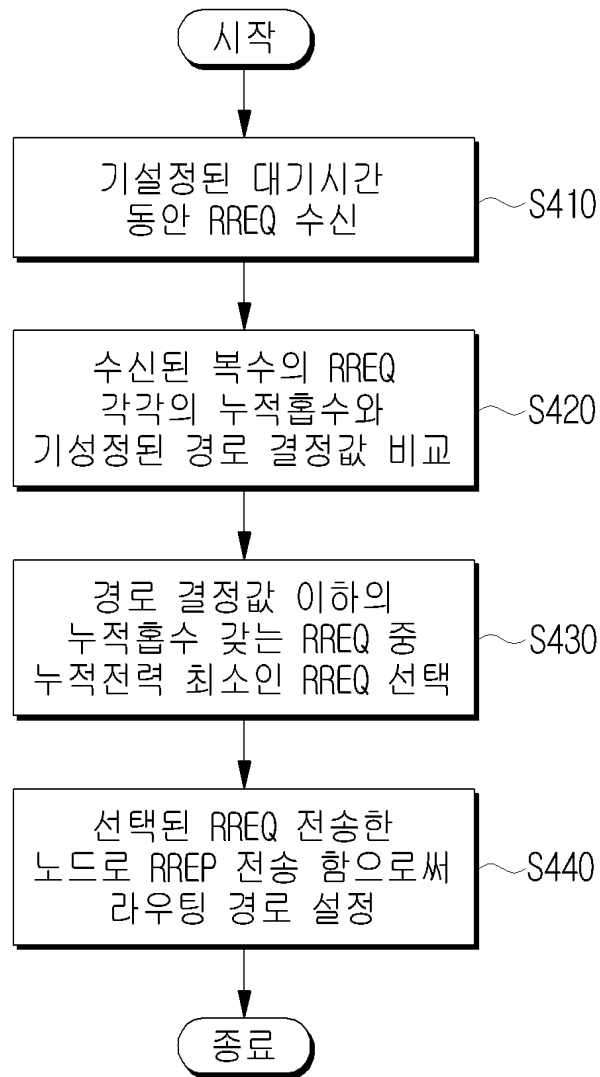 시작
기설정된 대기시간
동안 RREQ 수신
S410
수신된 복수의 RREQ
각각의 누적홉수와
기성정된 경로 결정값 비교
S420
경로 결정값 이하의
누적홉수 갖는 RREQ 중
누적전력 최소인 RREQ 선택
S430
선택된 RREQ 전송한
노드로 RREP 전송 함으로써
라우팅 경로 설정
S440
종료